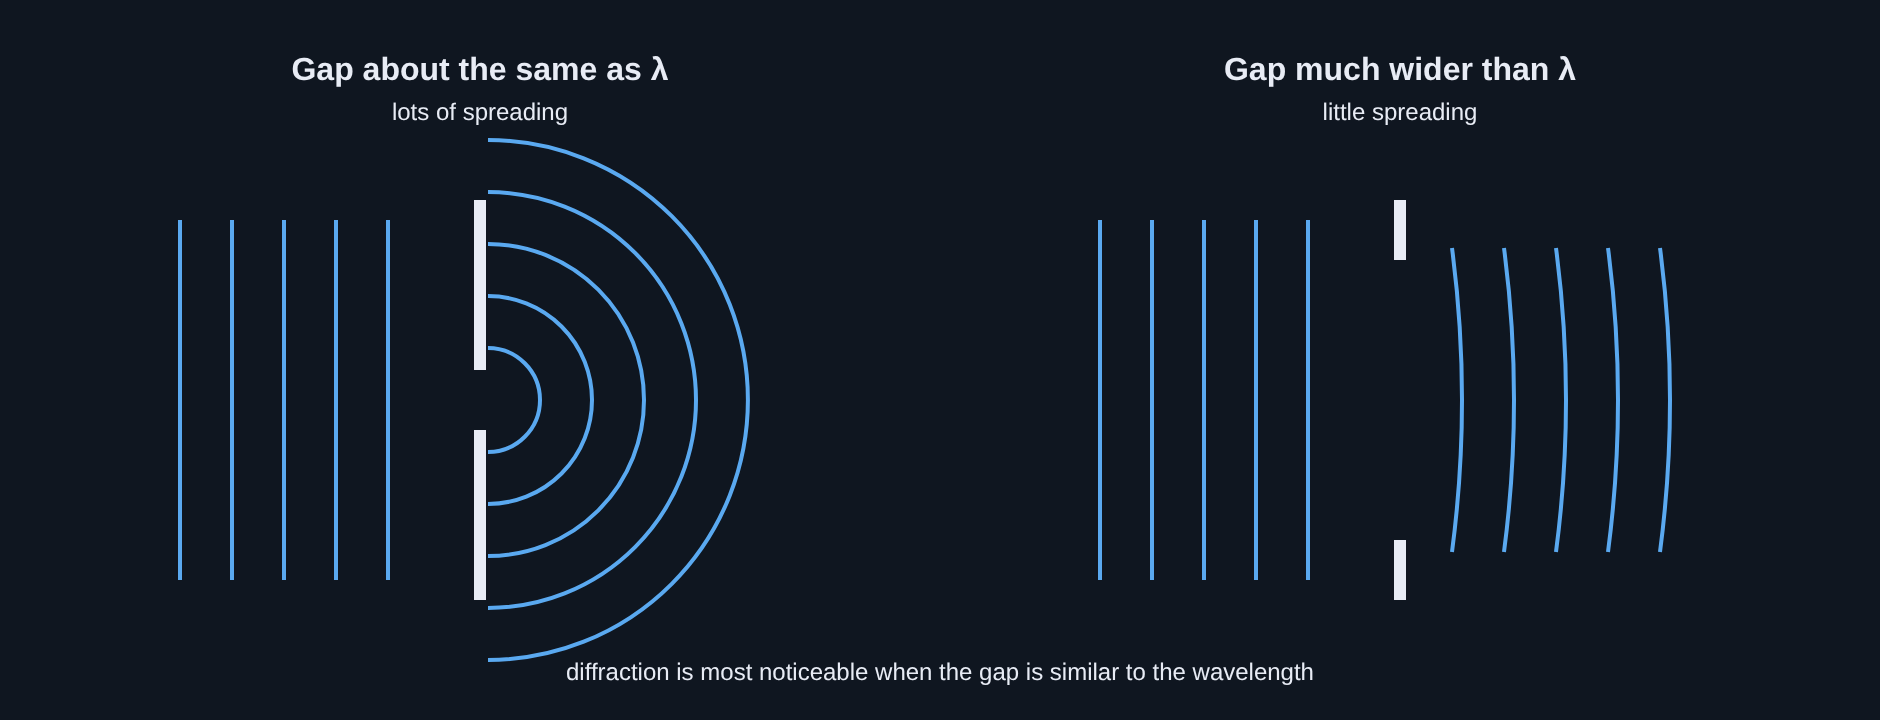 Gap about the same as λ
lots of spreading
Gap much wider than λ
little spreading
diffraction is most noticeable when the gap is similar to the wavelength